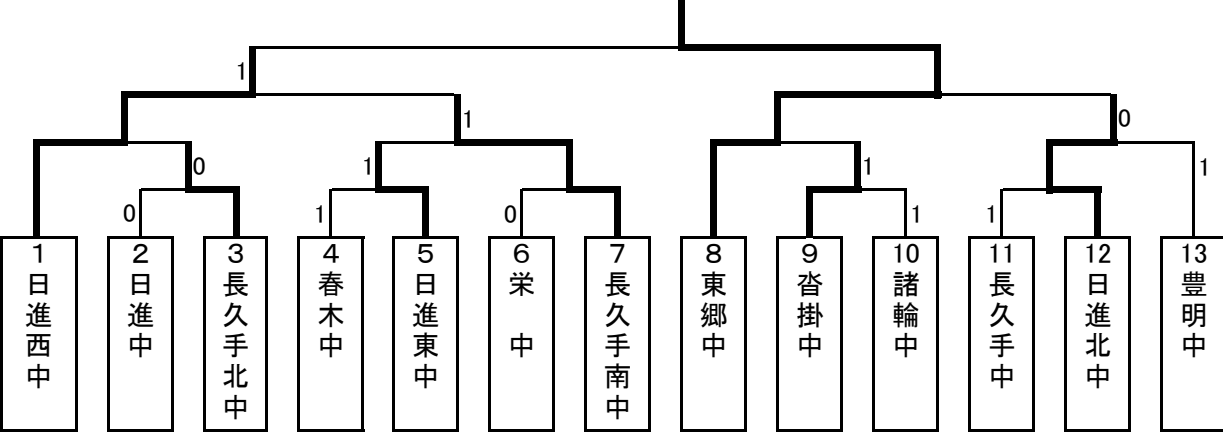 1
1
0
0
1
1
1
0
0
1
1
0
1
1
1 日進西中
2 日進中
3 長久手北中
4 春木中
5 日進東中
6 栄 中
7 長久手南中
8 東郷中
9 沓掛中
10 諸輪中
11 長久手中
12 日進北中
13 豊明中